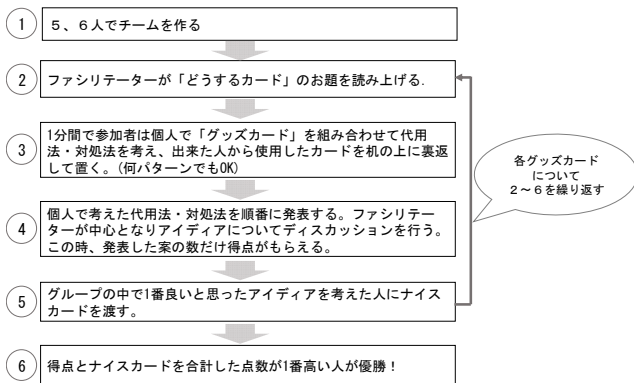 1
５、６人でチームを作る
2
ファシリテーターが「どうするカード」のお題を読み上げる.
3
1分間で参加者は個人で「グッズカード」を組み合わせて代用
法・対処法を考え、出来た人から使用したカードを机の上に裏返
して置く。(何パターンでもOK)
4
個人で考えた代用法・対処法を順番に発表する。ファシリテー
ターが中心となりアイディアについてディスカッションを行う。
この時、発表した案の数だけ得点がもらえる。
5
グループの中で1番良いと思ったアイディアを考えた人にナイス
カードを渡す。
6
得点とナイスカードを合計した点数が1番高い人が優勝！
各グッズカード
について
２～６を繰り返す